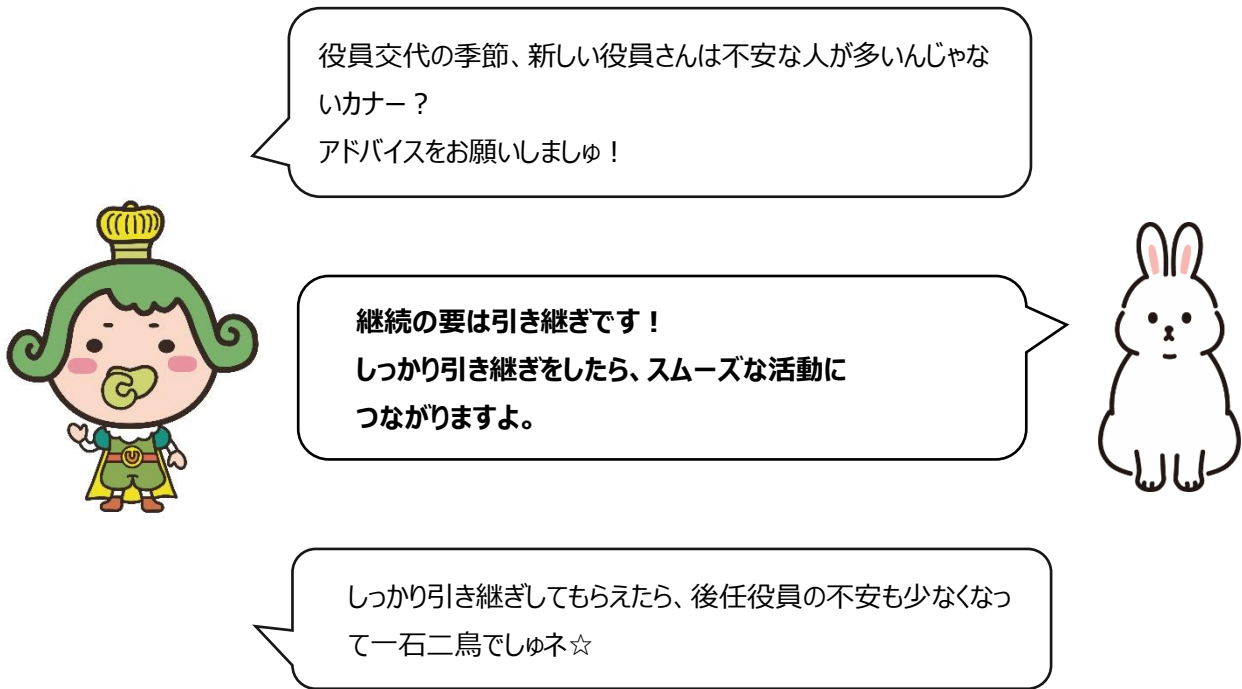 役員交代の季節、新しい役員さんは不安な人が多いんじゃな
いカナー？
アドバイスをお願いしましゅ！
継続の要は引き継ぎです！
しっかり引き継ぎをしたら、スムーズな活動に
つながりますよ。
しっかり引き継ぎしてもらえたら、後任役員の不安も少なくなっ
て一石二鳥でしゅネ☆